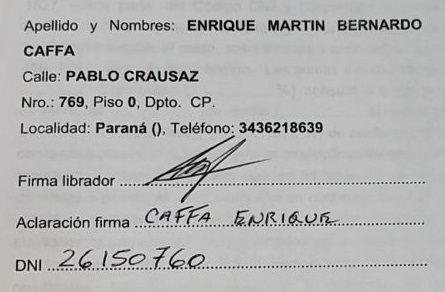 Apellido y Nombres: ENRIQUE MARTIN BERNARDO
CAFFA
Calle: PABLO CRAUSAZ
Nro.: 769, Piso 0, Dpto. CP.
Localidad: Paraná (), Teléfono: 3436218639
Firma librador
Aclaración firma CAFFA ENRIQUE
DNI 26150760